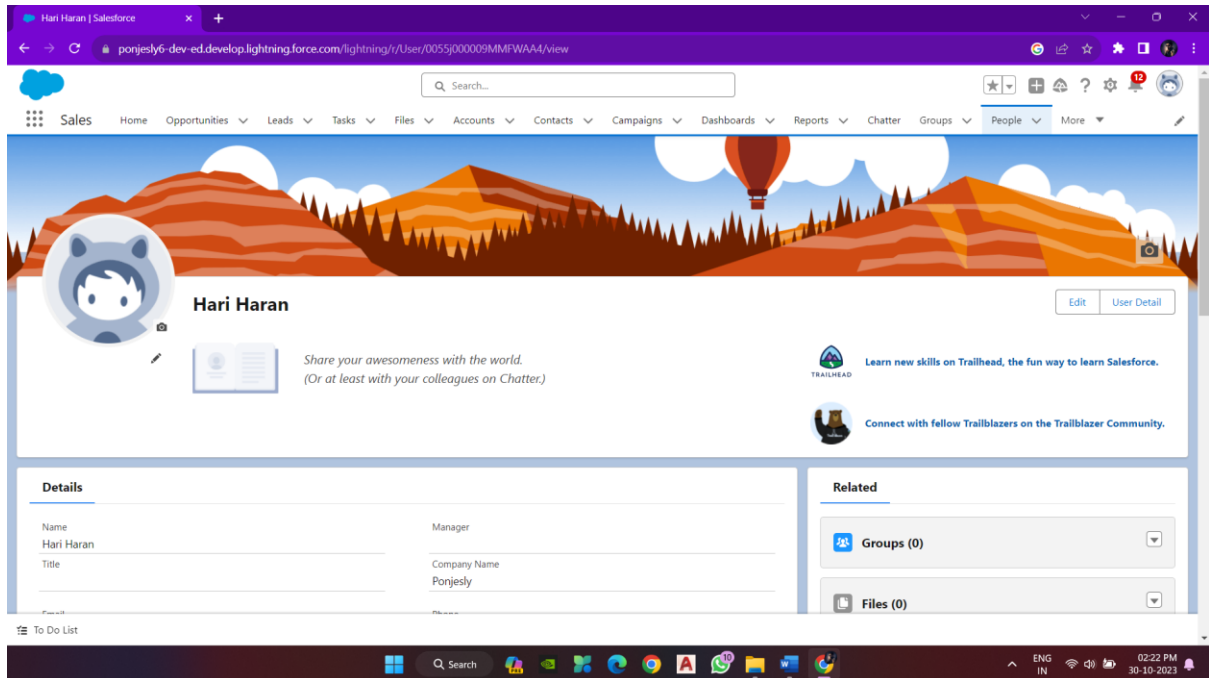 Hari Haran | Salesforce
ponjesly6-dev-ed.develop.lightning.force.com/lightning/r/User/0055j000009MMFWAA4/view
Search...
12
Sales Home Opportunities Leads Tasks Files Accounts Contacts Campaigns Dashboards Reports Chatter Groups People More
Hari Haran
Edit User Detail
Share your awesomeness with the world.
(Or at least with your colleagues on Chatter.)
TRAILHEAD
Learn new skills on Trailhead, the fun way to learn Salesforce.
Connect with fellow Trailblazers on the Trailblazer Community.
Details
Name
Hari Haran
Manager
Title
Company Name
Ponjesly
Related
Groups (0)
Files (0)
To Do List
Search
10
ENG
IN
02:22 PM
30-10-2023